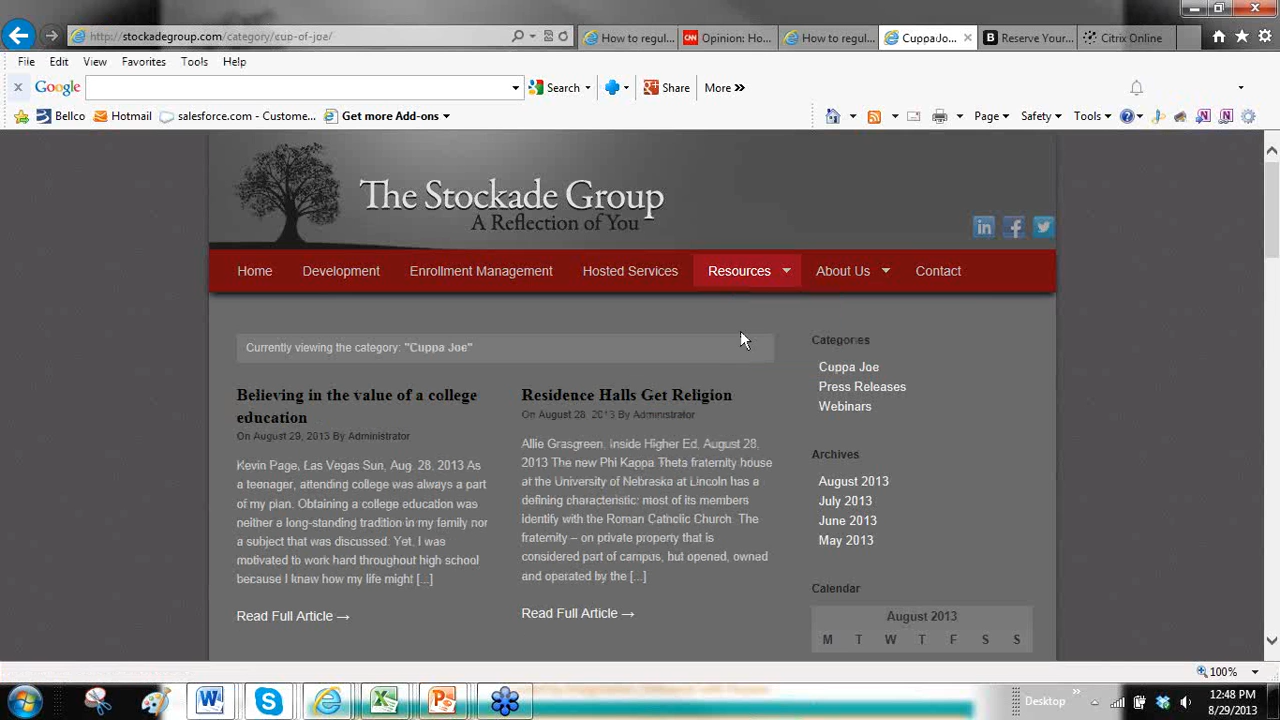 http://stockadegroup.com/category/cup-of-joa/
How to regul...
Opinion: Ho...
How to regul...
CuppaJo...
Reserve Your...
Citrix Online
File Edit View Favorites Tools Help
Google Search Share More »
Bellco Hotmail salesforce.com - Custome... Get more Add-ons
Page Safety Tools
The Stockade Group
A Reflection of You
Home Development Enrollment Management Hosted Services Resources About Us Contact
Currently viewing the category: "Cuppa Joe"
Believing in the value of a college
education
On August 29, 2013 By Administrator
Kevin Page, Las Vegas Sun, Aug. 28, 2013 As
a teenager, attending college was always a part
of my plan. Obtaining a college education was
neither a long-standing tradition in my family nor
a subject that was discussed. Yet, I was
motivated to work hard throughout high school
because I knew how my life might [...]
Read Full Article →
Residence Halls Get Religion
On August 28, 2013 By Administrator
Allie Grasgreen, Inside Higher Ed, August 28,
2013 The new Phi Kappa Theta fraternity house
at the University of Nebraska at Lincoln has a
defining characteristic: most of its members
identify with the Roman Catholic Church. The
fraternity – on private property that is
considered part of campus, but opened, owned
and operated by the [...]
Read Full Article →
Categories
Cuppa Joe
Press Releases
Webinars
Archives
August 2013
July 2013
June 2013
May 2013
Calendar
August 2013
M T W T F S S
100%
Desktop
12:48 PM
8/29/2013